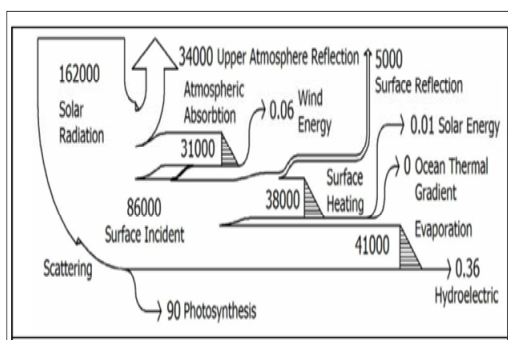 162000
Solar
Radiation
34000 Upper Atmosphere Reflection
5000
Surface Reflection
Atmospheric
Absorbtion
31000
0.06 Wind
Energy
0.01 Solar Energy
0 Ocean Thermal
Gradient
86000
Surface Incident
38000
Surface
Heating
Evaporation
41000
Scattering
0.36
Hydroelectric
90 Photosynthesis